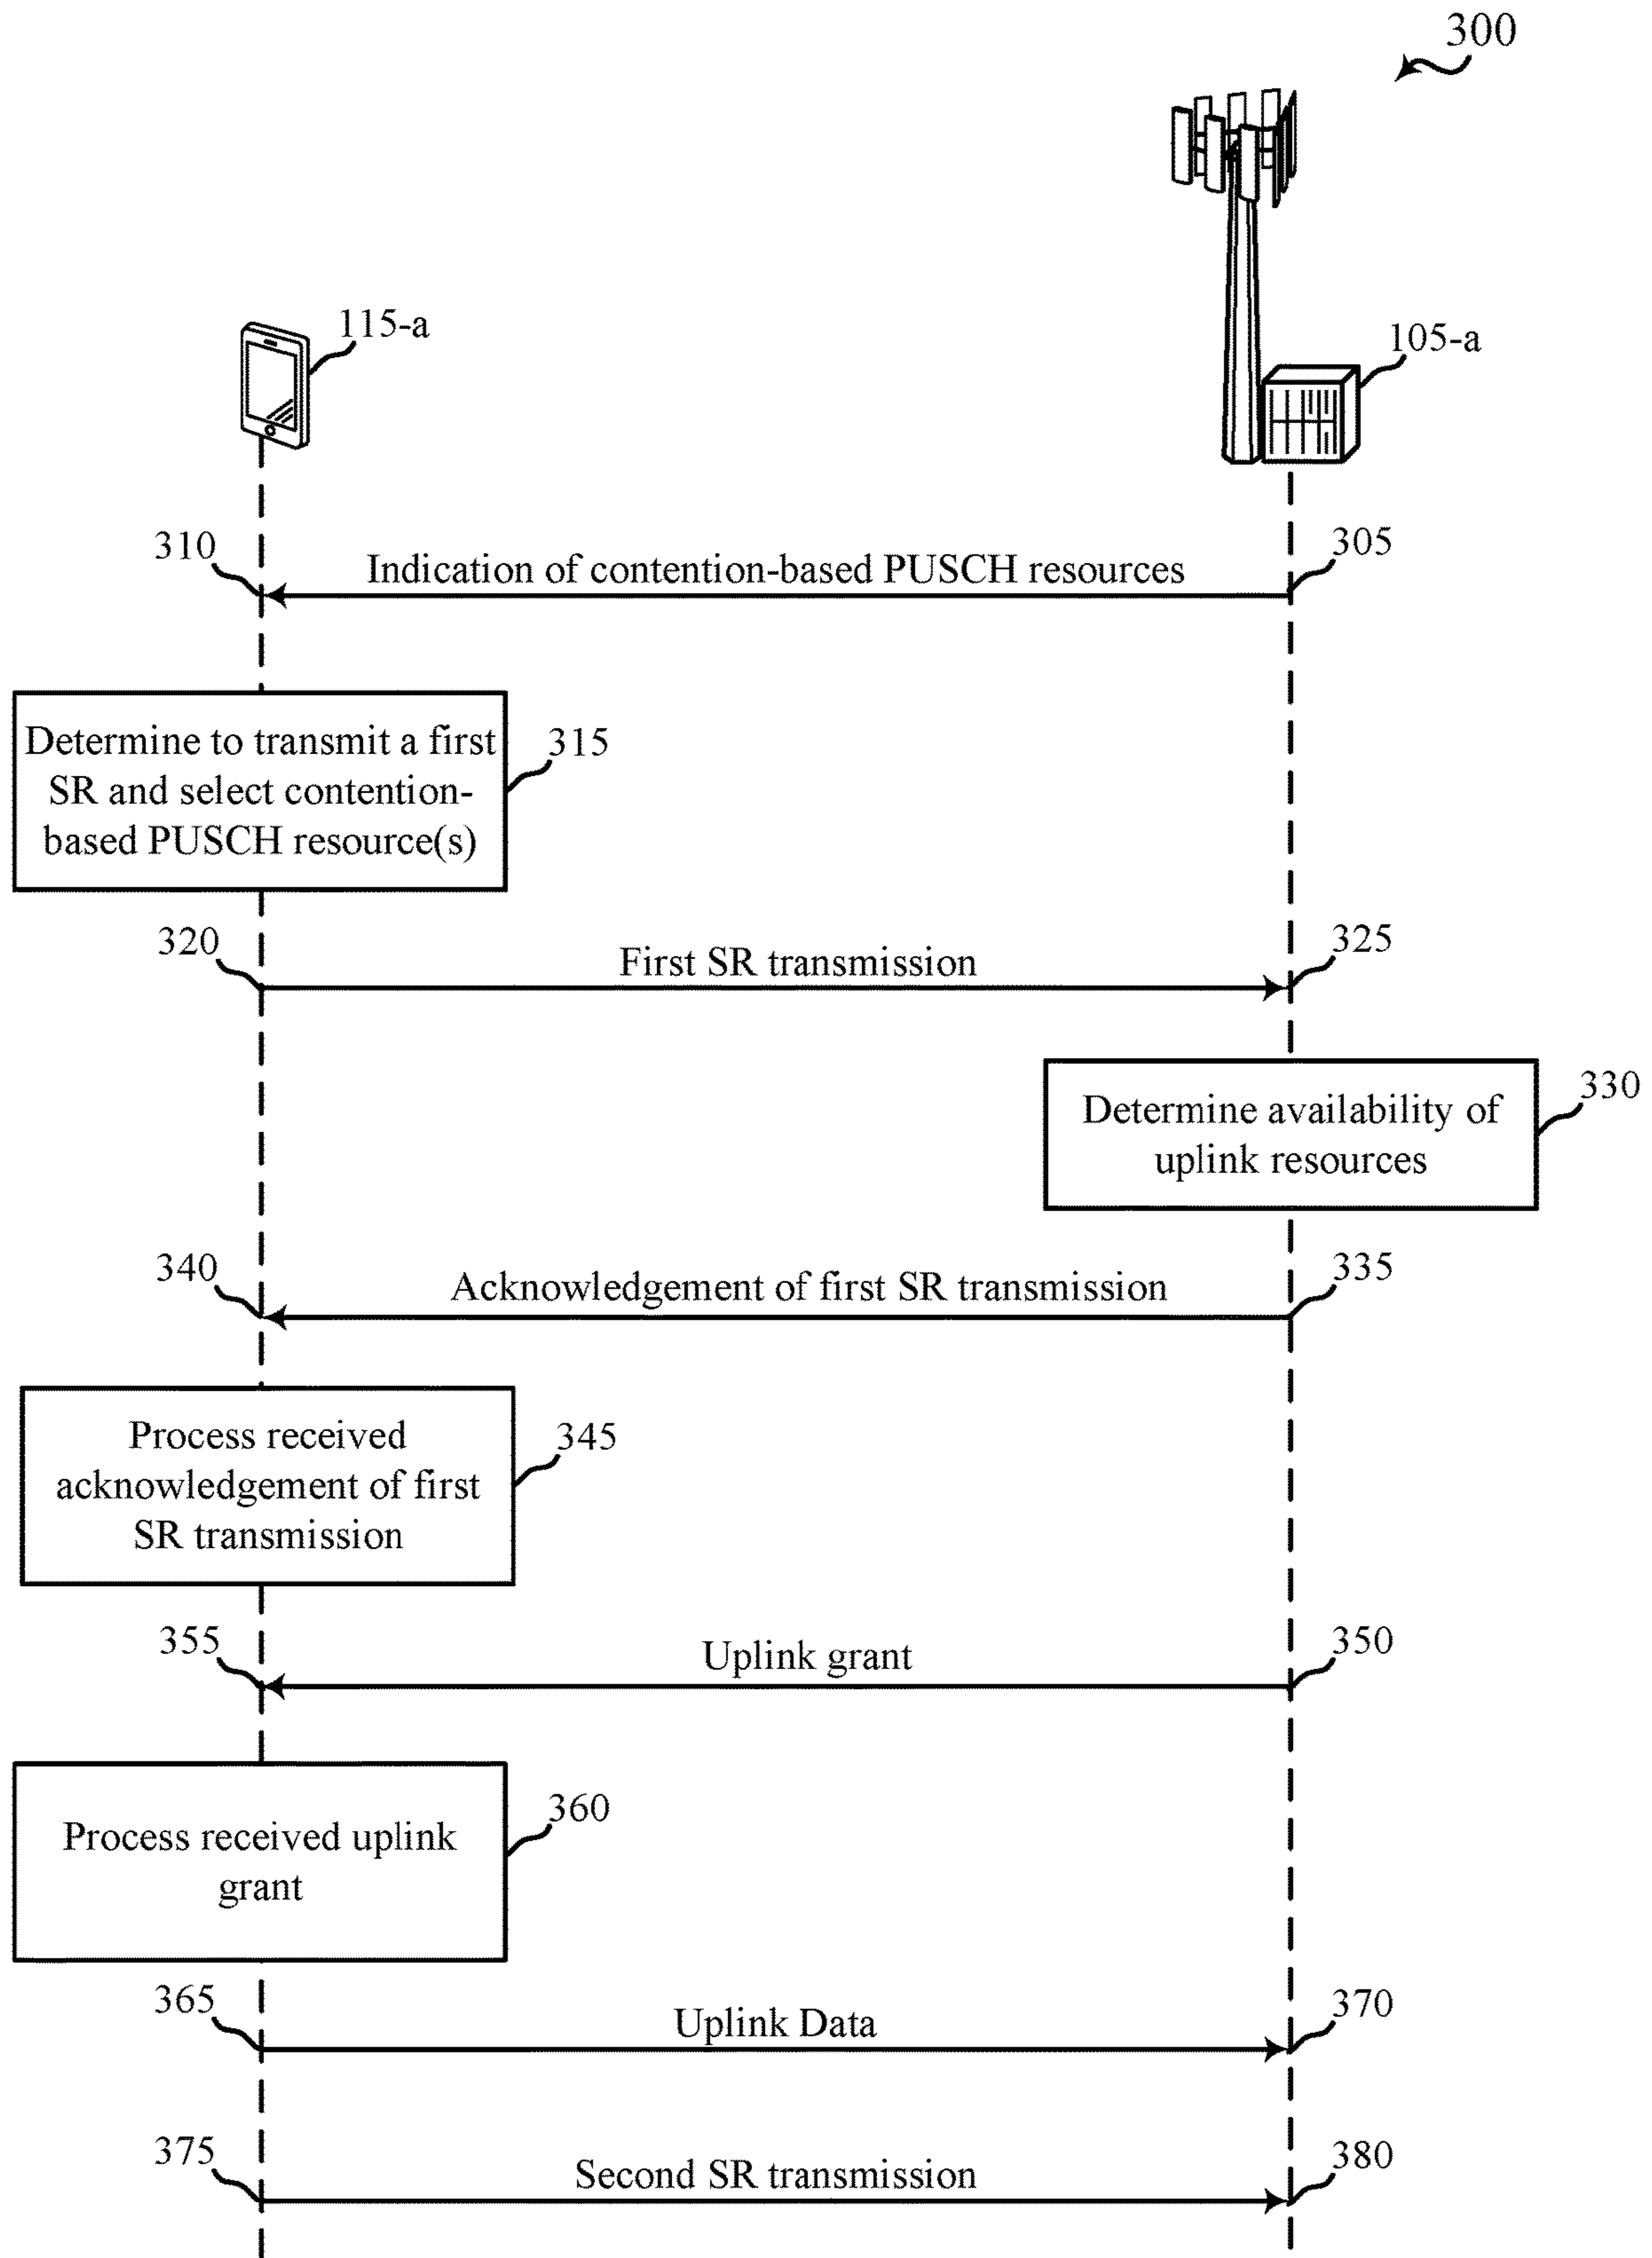 300
115-a
105-a
310
305
Indication of contention-based PUSCH resources
Determine to transmit a first
SR and select contention-
based PUSCH resource(s)
315
320
325
First SR transmission
330
Determine availability of
uplink resources
340
335
Acknowledgement of first SR transmission
Process received
acknowledgement of first
SR transmission
345
355
350
Uplink grant
360
Process received uplink
grant
365
370
Uplink Data
375
380
Second SR transmission